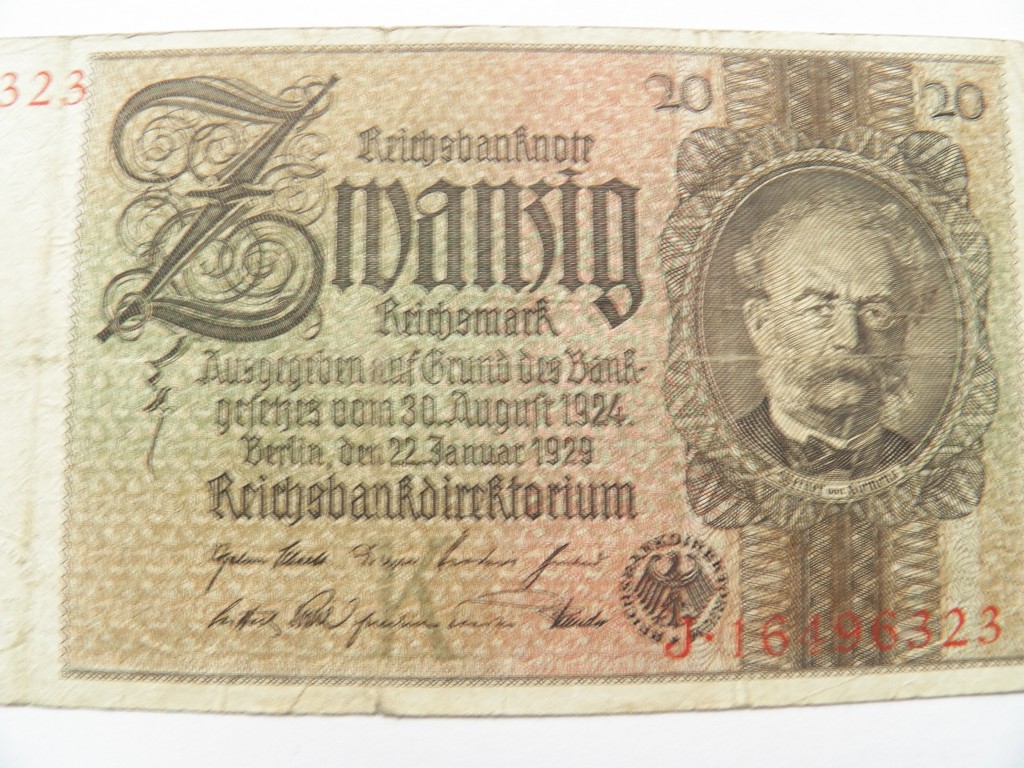 323
20
20
Reichsbanknote
Zwanzig
Reichsmark
Ausgegeben auf Grund des Bank-
gesetzes vom 30. August 1924.
Berlin, den 22. Januar 1929
Reichsbankdirektorium
K
REICHSBANKDIREKTORIUM
J·16496323